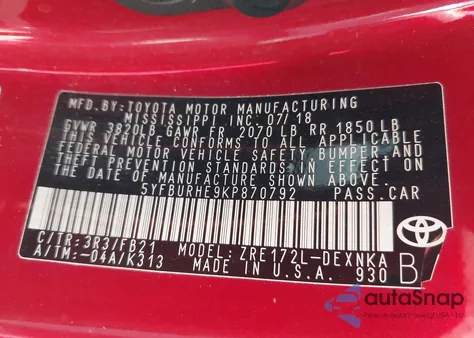 MFD.BY:TOYOTA MOTOR MANUFACTURING
MISSISSIPPI, INC. 07/18
GVWR 3820LB GAWR FR 2070 LB RR 1850LB
THIS VEHICLE CONFORMS TO ALL APPLICABLE
FEDERAL MOTOR VEHICLE SAFETY, BUMPER, AND
THEFT PREVENTION STANDARDS IN EFFECT ON
THE DATE OF MANUFACTURE SHOWN ABOVE.
5YFBURHE9KP870792 PASS.CAR
C/TR:3R3/FB21 MODEL:ZRE172L-DEXNKA
A/TM:-04A/K313 MADE IN U.S.A. 930 B
TOYOTA
autoSnap